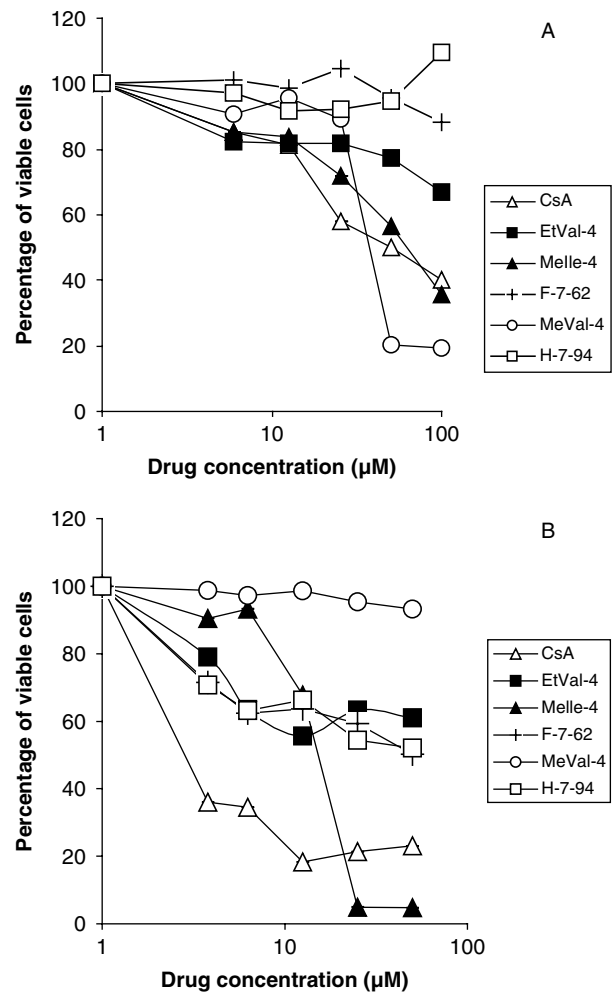 A
Percentage of viable cells
120
100
80
60
40
20
0
1
10
100
Drug concentration (µM)
CsA
EtVal-4
MeIle-4
F-7-62
MeVal-4
H-7-94
B
Percentage of viable cells
120
100
80
60
40
20
0
1
10
100
Drug concentration (µM)
CsA
EtVal-4
MeIle-4
F-7-62
MeVal-4
H-7-94